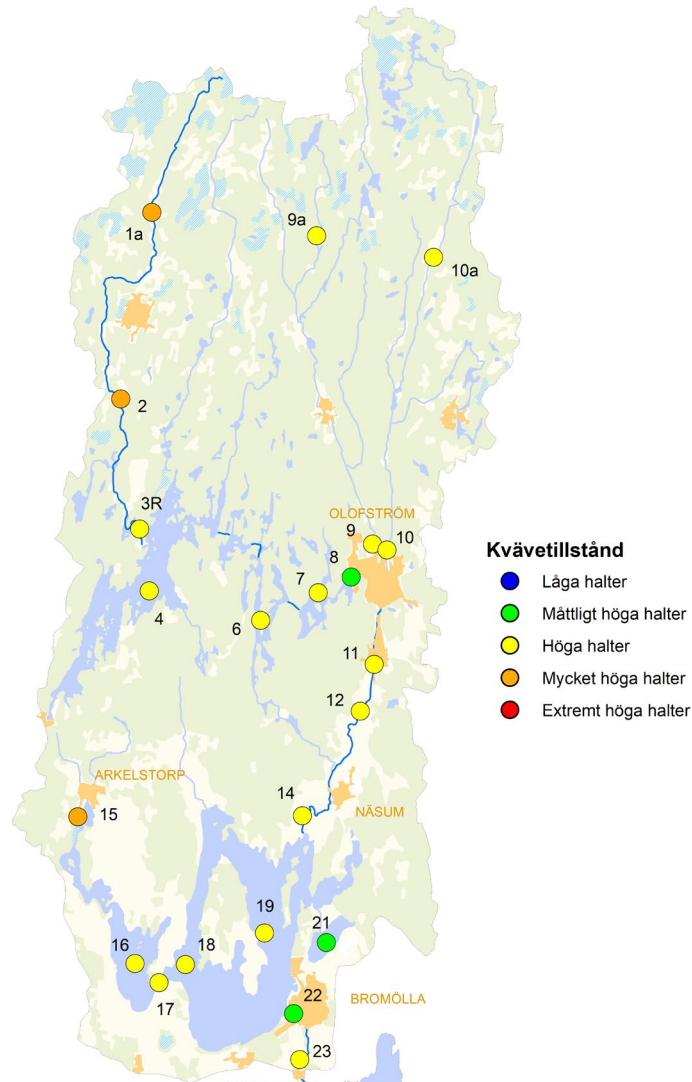 1a
9a
10a
2
3R
OLOFSTRÖM
9
10
8
7
4
6
11
12
ARKELSTORP
15
14
NÄSUM
19
21
16
18
17
22
BROMÖLLA
23
Kvävetillstånd
Låga halter
Måttligt höga halter
Höga halter
Mycket höga halter
Extremt höga halter